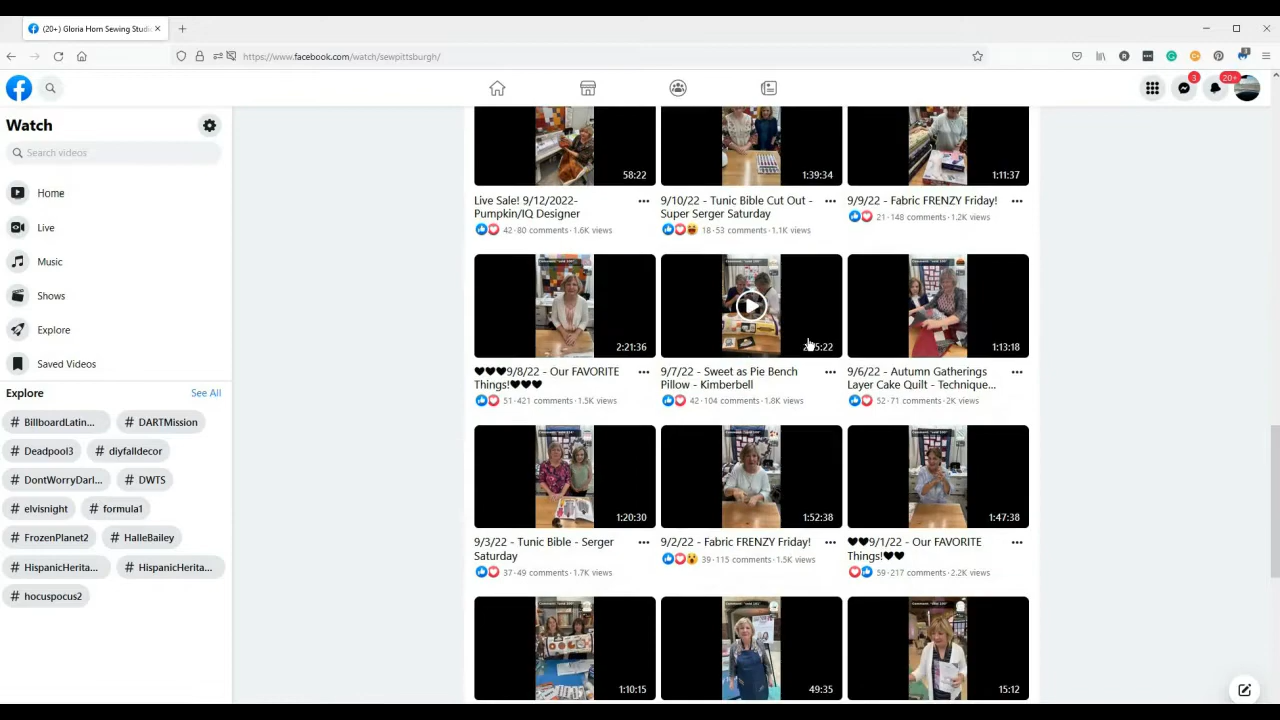 (20+) Gloria Horn Sewing Studi
https://www.facebook.com/watch/sewpittsburgh/
3
20+
Watch
Search videos
Home
Live
Music
Shows
Explore
Saved Videos
Explore
See All
# BillboardLatin...
# DARTMission
# Deadpool3
# diyfalldecor
# DontWorryDarl...
# DWTS
# elvisnight
# formula1
# FrozenPlanet2
# HalleBailey
# HispanicHerita...
# HispanicHerita...
# hocuspocus2
58:22
1:39:34
1:11:37
Live Sale! 9/12/2022-
Pumpkin/IQ Designer
42 · 80 comments · 1.6K views
9/10/22 - Tunic Bible Cut Out -
Super Serger Saturday
18 · 53 comments · 1.1K views
9/9/22 - Fabric FRENZY Friday!
21 · 148 comments · 1.2K views
2:21:36
5:22
1:13:18
♥♥♥9/8/22 - Our FAVORITE
Things!♥♥♥
51 · 421 comments · 1.5K views
9/7/22 - Sweet as Pie Bench
Pillow - Kimberbell
42 · 104 comments · 1.8K views
9/6/22 - Autumn Gatherings
Layer Cake Quilt - Technique...
52 · 71 comments · 2K views
1:20:30
1:52:38
1:47:38
9/3/22 - Tunic Bible - Serger
Saturday
37 · 49 comments · 1.7K views
9/2/22 - Fabric FRENZY Friday!
39 · 115 comments · 1.5K views
♥♥9/1/22 - Our FAVORITE
Things!♥♥
59 · 217 comments · 2.2K views
1:10:15
49:35
15:12